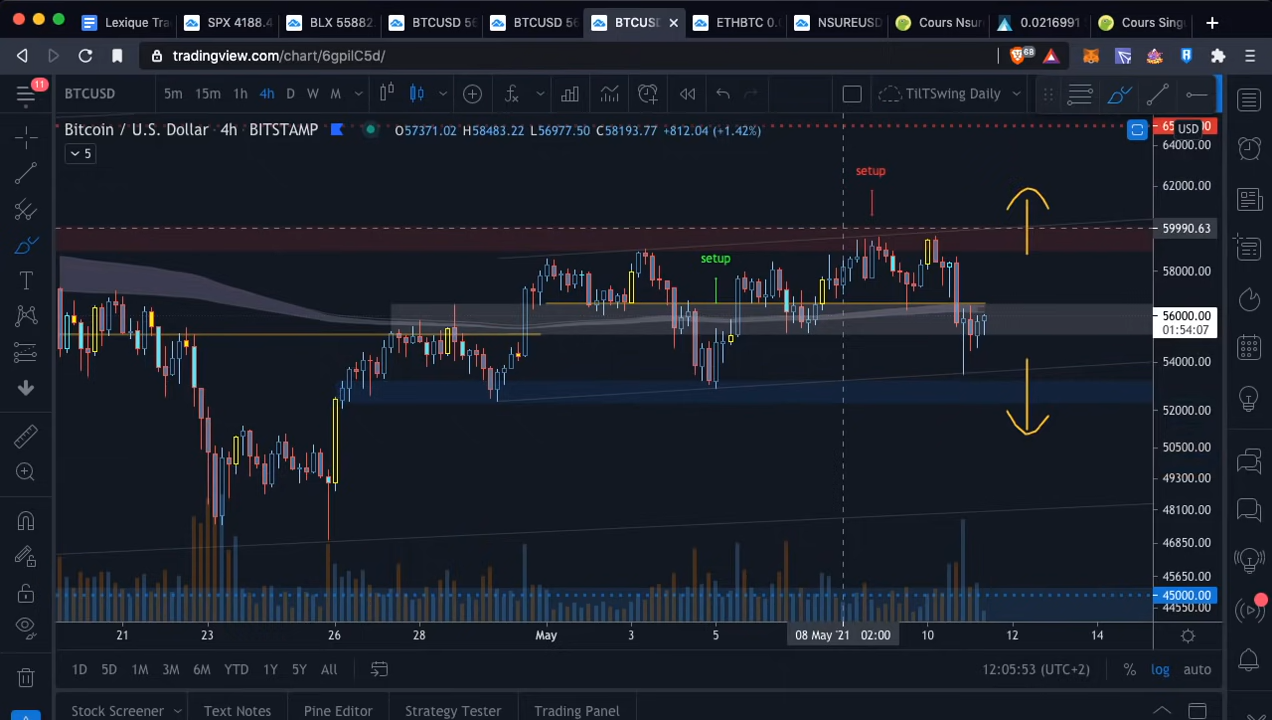 Lexique Tra
SPX 4188.4
BLX 55882
BTCUSD 56
BTCUSD 56
BTCUSD
ETHBTC 0.
NSUREUSD
Cours Nsur
0.0216991
Cours Singu
tradingview.com/chart/6gpilC5d/
68
11
BTCUSD 5m 15m 1h 4h D W M
TilTSwing Daily
Bitcoin / U.S. Dollar · 4h · BITSTAMP
O57371.02 H58483.22 L56977.50 C58193.77 +812.04 (+1.42%)
5
USD
64000.00
62000.00
59990.63
58000.00
56000.00
01:54:07
54000.00
52000.00
50500.00
49300.00
48100.00
46850.00
45650.00
45000.00
44550.00
setup
setup
21 23 26 28 May 3 5 08 May '21 02:00 10 12 14
1D 5D 1M 3M 6M YTD 1Y 5Y All
12:05:53 (UTC+2) % log auto
Stock Screener Text Notes Pine Editor Strategy Tester Trading Panel